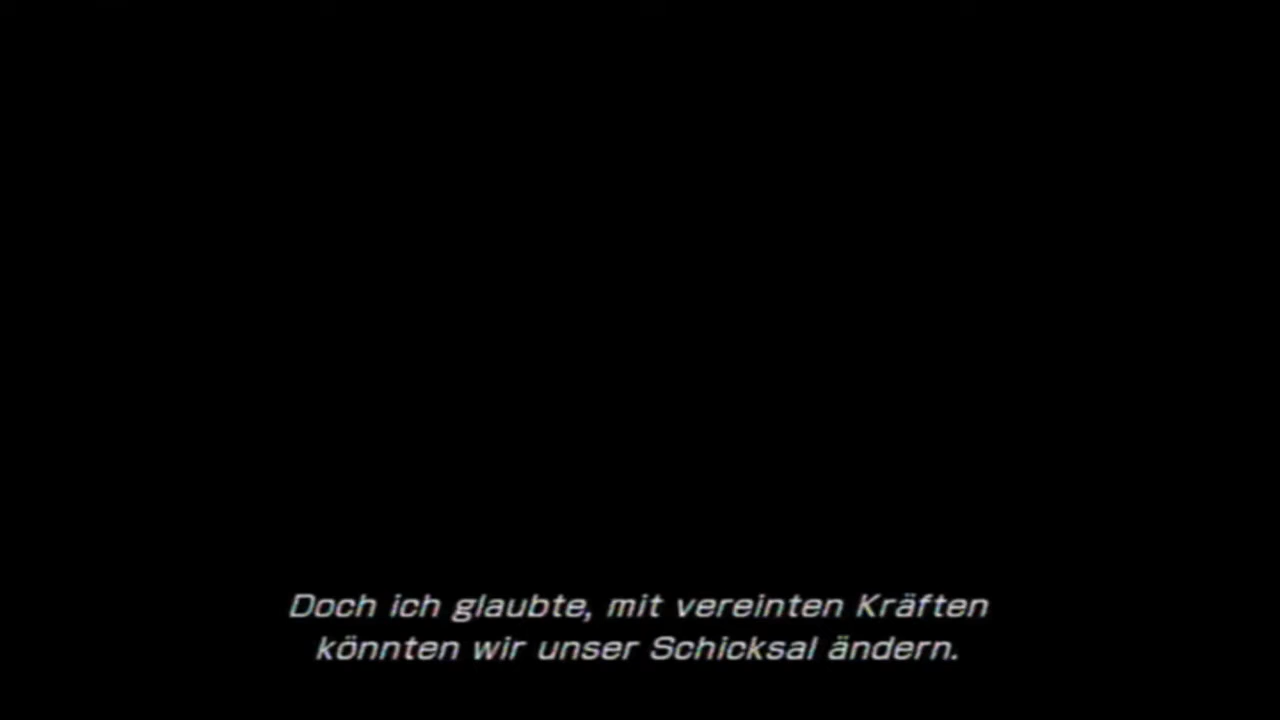 Doch ich glaubte, mit vereinten Kräften
könnten wir unser Schicksal ändern.